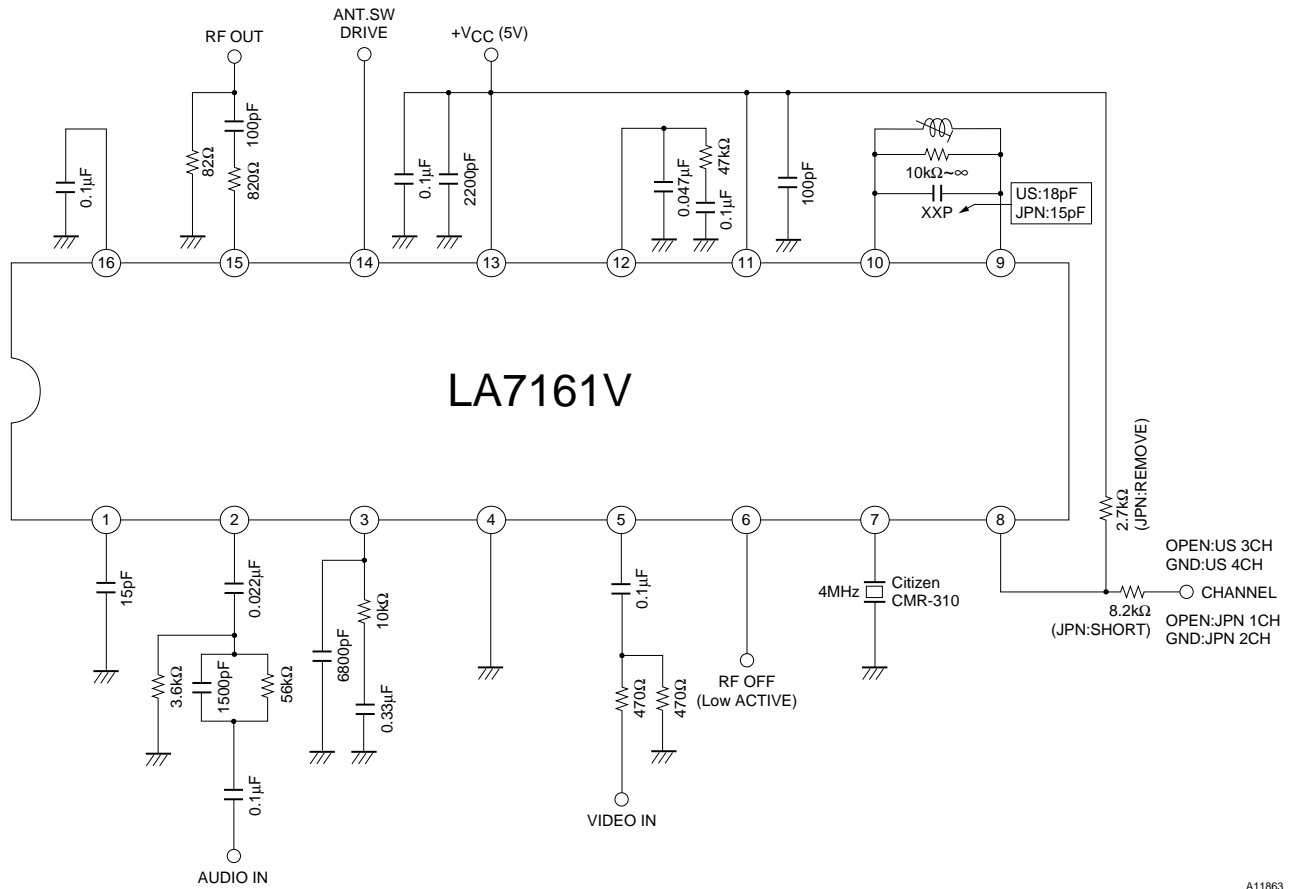 ANT.SW
DRIVE
RF OUT
+VCC (5V)
0.1µF
82Ω
100pF
820Ω
0.1µF
2200pF
0.047µF
47kΩ
0.1µF
100pF
10kΩ~∞
XXP
US:18pF
JPN:15pF
16
15
14
13
12
11
10
9
LA7161V
1
2
3
4
5
6
7
8
2.7kΩ
(JPN:REMOVE)
15pF
0.022µF
3.6kΩ
1500pF
56kΩ
0.1µF
AUDIO IN
6800pF
10kΩ
0.33µF
0.1µF
470Ω
470Ω
VIDEO IN
RF OFF
(Low ACTIVE)
4MHz
Citizen
CMR-310
8.2kΩ
(JPN:SHORT)
OPEN:US 3CH
GND:US 4CH
CHANNEL
OPEN:JPN 1CH
GND:JPN 2CH
A11863